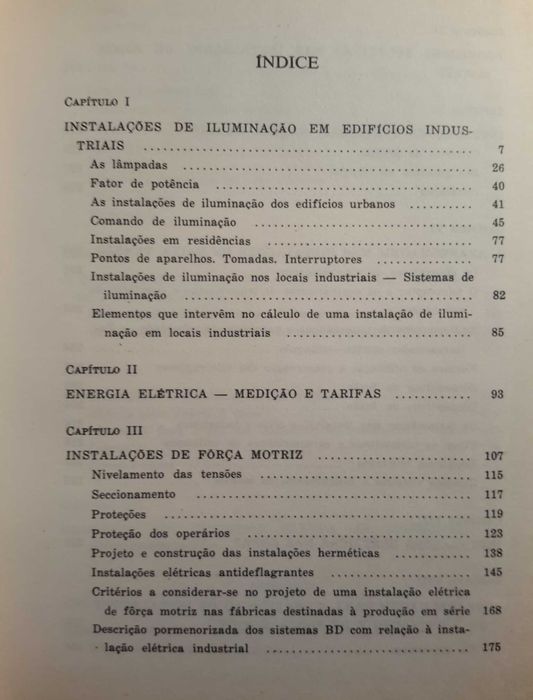 ÍNDICE
CAPÍTULO I
INSTALAÇÕES DE ILUMINAÇÃO EM EDIFÍCIOS INDUS-
TRIAIS ................................................ 7
As lâmpadas ........................................... 26
Fator de potência ..................................... 40
As instalações de iluminação dos edifícios urbanos .......... 41
Comando de iluminação ................................ 45
Instalações em residências .............................. 77
Pontos de aparelhos. Tomadas. Interruptores .............. 77
Instalações de iluminação nos locais industriais — Sistemas de
iluminação .......................................... 82
Elementos que intervêm no cálculo de uma instalação de ilumi-
nação em locais industriais ........................... 85
CAPÍTULO II
ENERGIA ELÉTRICA — MEDIÇÃO E TARIFAS ............ 93
CAPÍTULO III
INSTALAÇÕES DE FÔRÇA MOTRIZ ...................... 107
Nivelamento das tensões ............................... 115
Seccionamento ........................................ 117
Proteções ............................................. 119
Proteção dos operários ................................. 123
Projeto e construção das instalações herméticas ........... 138
Instalações elétricas antideflagrantes .................... 145
Critérios a considerar-se no projeto de uma instalação elétrica
de fôrça motriz nas fábricas destinadas à produção em série 168
Descrição pormenorizada dos sistemas BD com relação à insta-
lação elétrica industrial .............................. 175